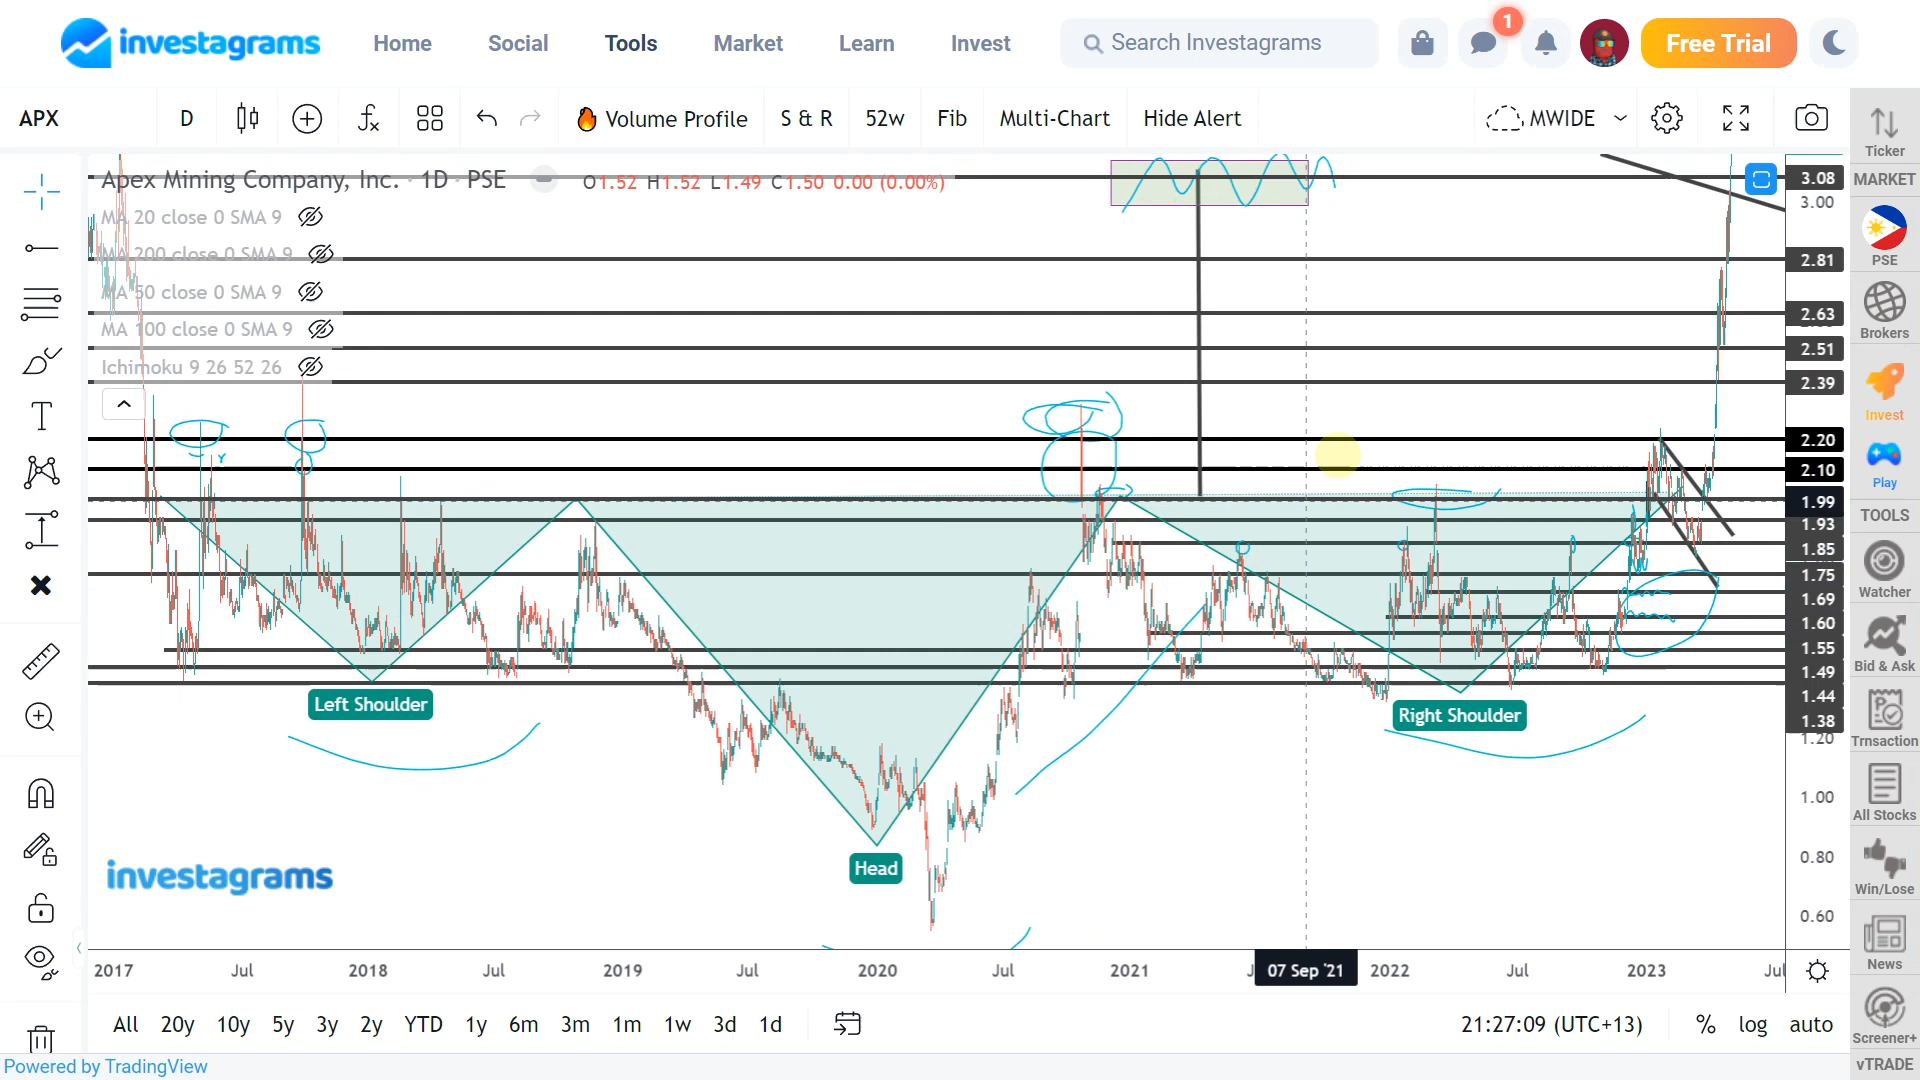 investagrams
Home
Social
Tools
Market
Learn
Invest
Search Investagrams
1
Free Trial
APX
D
Volume Profile
S & R
52w
Fib
Multi-Chart
Hide Alert
MWIDE
Apex Mining Company, Inc. · 1D · PSE
O1.52 H1.52 L1.49 C1.50 0.00 (0.00%)
MA 20 close 0 SMA 9
MA 200 close 0 SMA 9
MA 50 close 0 SMA 9
MA 100 close 0 SMA 9
Ichimoku 9 26 52 26
3.08
3.00
2.81
2.63
2.51
2.39
2.20
2.10
1.99
1.93
1.85
1.75
1.69
1.60
1.55
1.49
1.44
1.38
1.20
1.00
0.80
0.60
Left Shoulder
Head
Right Shoulder
investagrams
2017
Jul
2018
Jul
2019
Jul
2020
Jul
2021
07 Sep '21
2022
Jul
2023
Jul
All
20y
10y
5y
3y
2y
YTD
1y
6m
3m
1m
1w
3d
1d
21:27:09 (UTC+13)
%
log
auto
Powered by TradingView
Ticker
MARKET
PSE
Brokers
Invest
Play
TOOLS
Watcher
Bid & Ask
Trnsaction
All Stocks
Win/Lose
News
Screener+
vTRADE